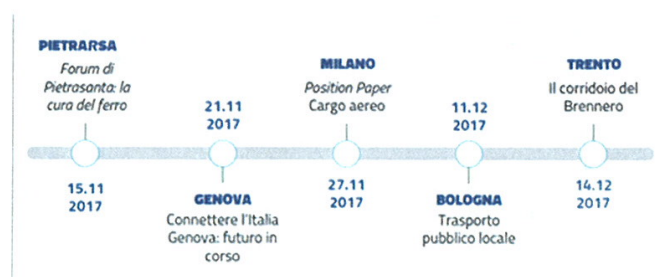 PIETRARSA
Forum di
Pietrasanta: la
cura del ferro
15.11
2017
21.11
2017
GENOVA
Connettere l'Italia
Genova: futuro in
corso
MILANO
Position Paper
Cargo aereo
27.11
2017
11.12
2017
BOLOGNA
Trasporto
pubblico locale
TRENTO
Il corridoio del
Brennero
14.12
2017